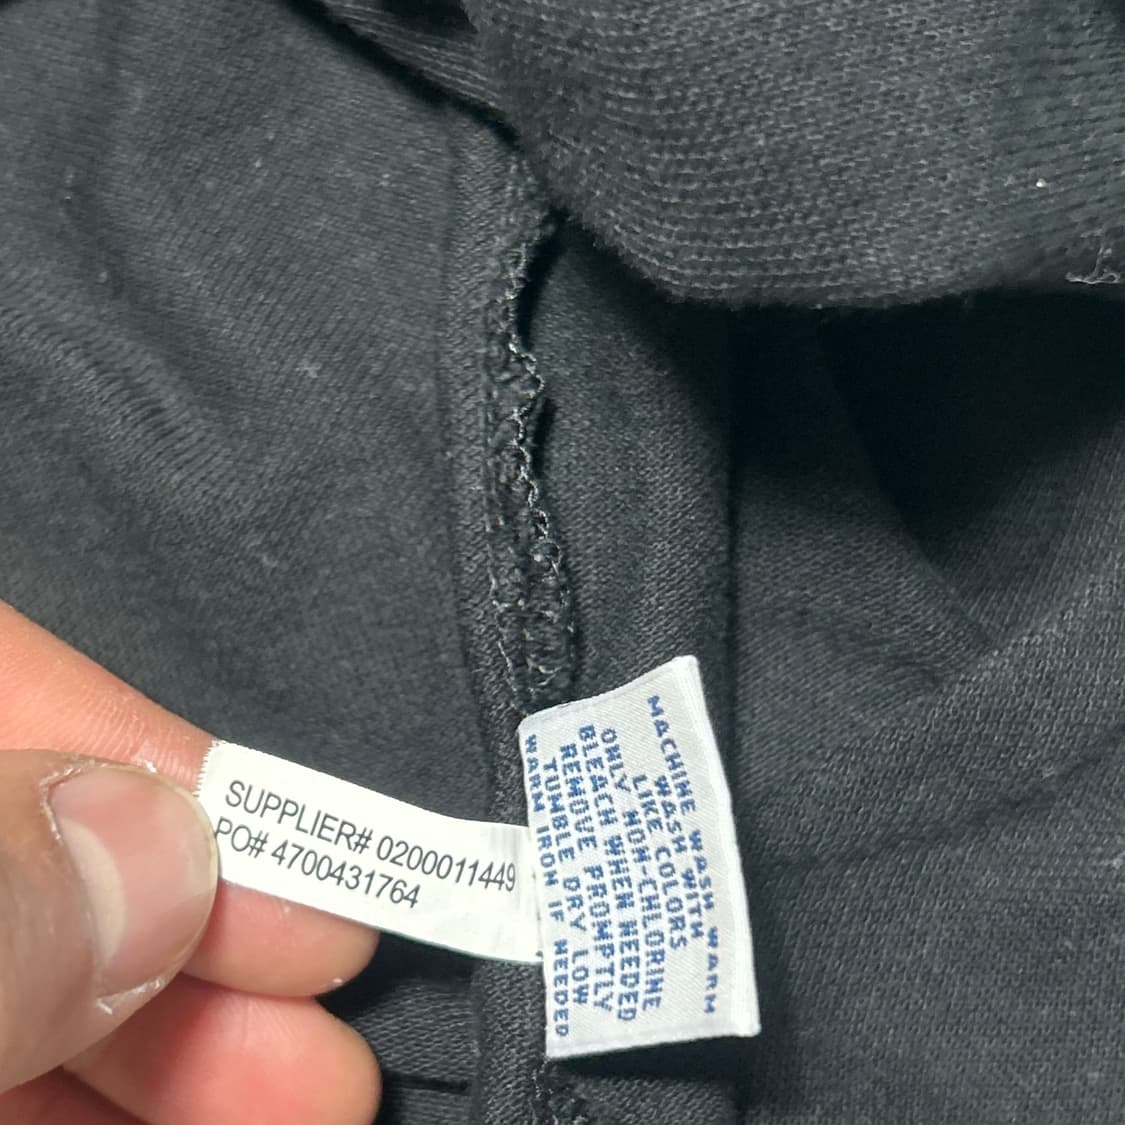 SUPPLIER# 0200011449
PO# 4700431764
MACHINE WASH WARM
WASH WITH
LIKE COLORS
ONLY NON-CHLORINE
BLEACH WHEN NEEDED
REMOVE PROMPTLY
TUMBLE DRY LOW
WARM IRON IF NEEDED